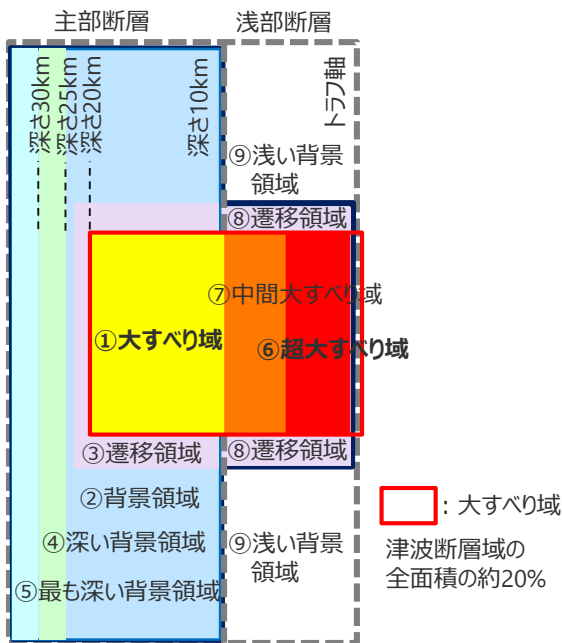 主部断層
浅部断層
深さ30km
深さ25km
深さ20km
深さ10km
トラフ軸
⑨浅い背景
領域
⑧遷移領域
⑦中間大すべり域
①大すべり域
⑥超大すべり域
③遷移領域
⑧遷移領域
②背景領域
④深い背景領域
⑨浅い背景
領域
⑤最も深い背景領域
：大すべり域
津波断層域の
全面積の約20%